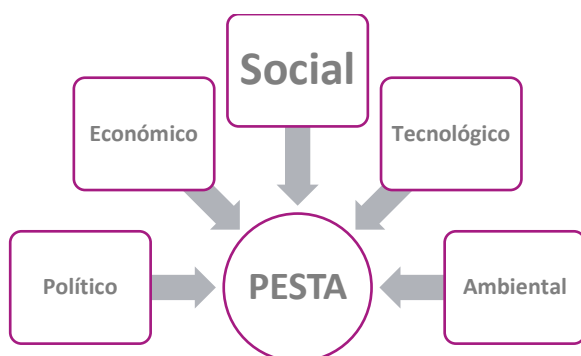 Social
Económico
Tecnológico
Político
PESTA
Ambiental